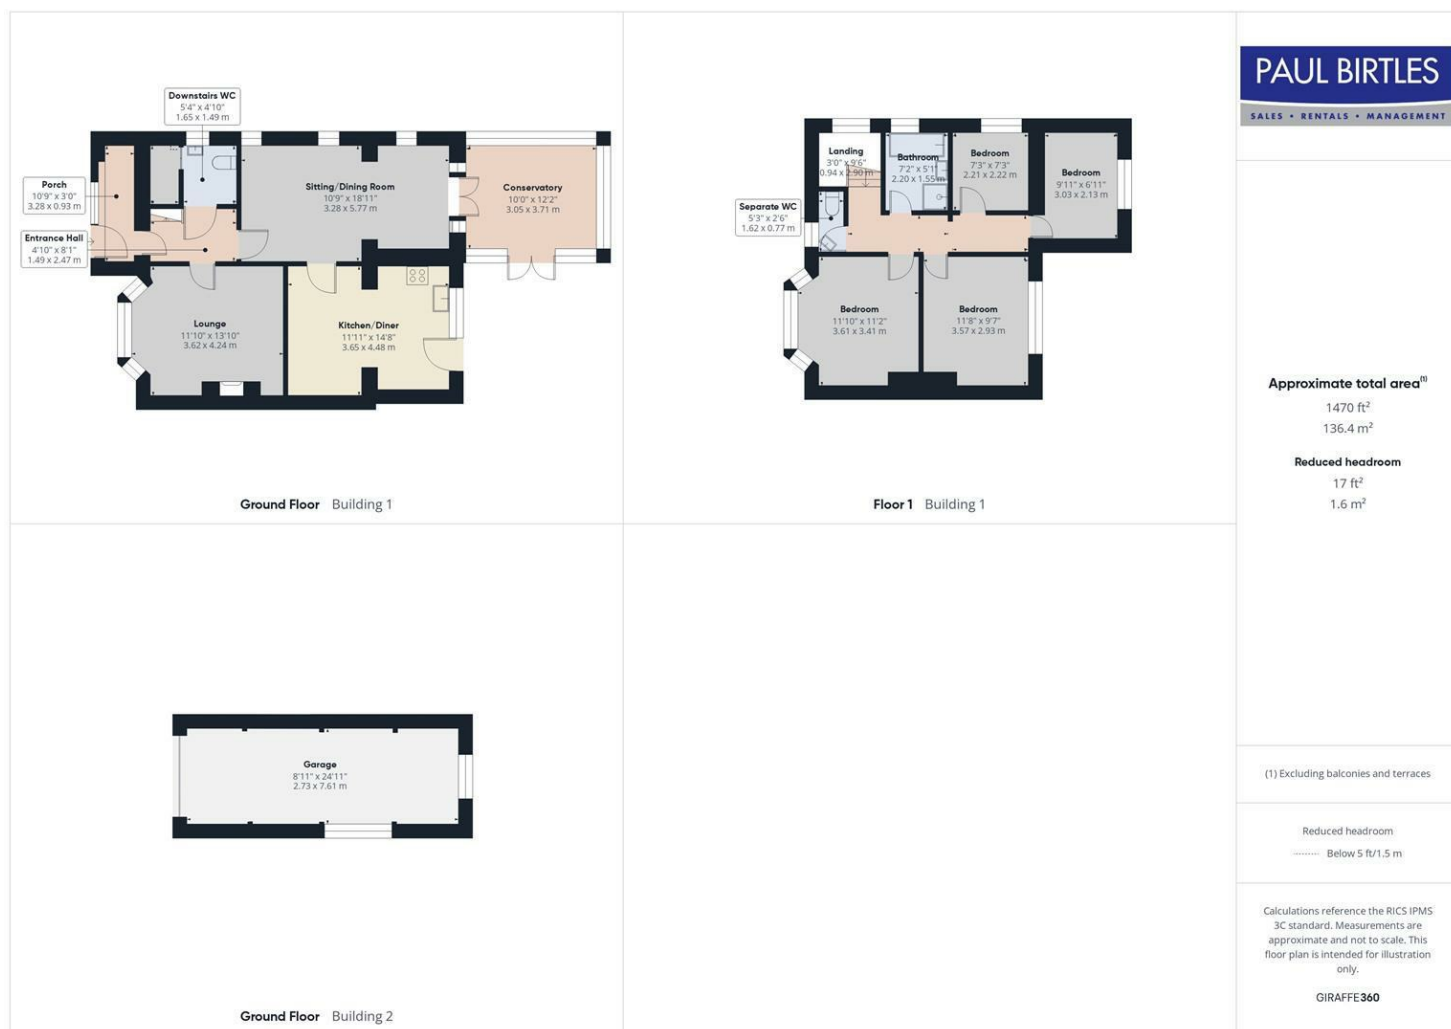 Downstairs WC
5'4" x 4'10"
1.65 x 1.49 m
Porch
10'9" x 3'0"
3.28 x 0.93 m
Entrance Hall
4'10" x 8'1"
1.49 x 2.47 m
Sitting/Dining Room
10'9" x 18'11"
3.28 x 5.77 m
Conservatory
10'0" x 12'2"
3.05 x 3.71 m
Lounge
11'10" x 13'10"
3.62 x 4.24 m
Kitchen/Diner
11'11" x 14'8"
3.65 x 4.48 m
Ground Floor Building 1
Landing
3'0" x 9'6"
0.94 x 2.90 m
Bathroom
7'2" x 5'1"
2.20 x 1.55 m
Bedroom
7'3" x 7'3"
2.21 x 2.22 m
Bedroom
9'11" x 6'11"
3.03 x 2.13 m
Separate WC
5'3" x 2'6"
1.62 x 0.77 m
Bedroom
11'10" x 11'2"
3.61 x 3.41 m
Bedroom
11'8" x 9'7"
3.57 x 2.93 m
Floor 1 Building 1
Garage
8'11" x 24'11"
2.73 x 7.61 m
Ground Floor Building 2
PAUL BIRTLES
SALES • RENTALS • MANAGEMENT
Approximate total area(1)
1470 ft²
136.4 m²
Reduced headroom
17 ft²
1.6 m²
(1) Excluding balconies and terraces
Reduced headroom
Below 5 ft/1.5 m
Calculations reference the RICS IPMS
3C standard. Measurements are
approximate and not to scale. This
floor plan is intended for illustration
only.
GIRAFFE360